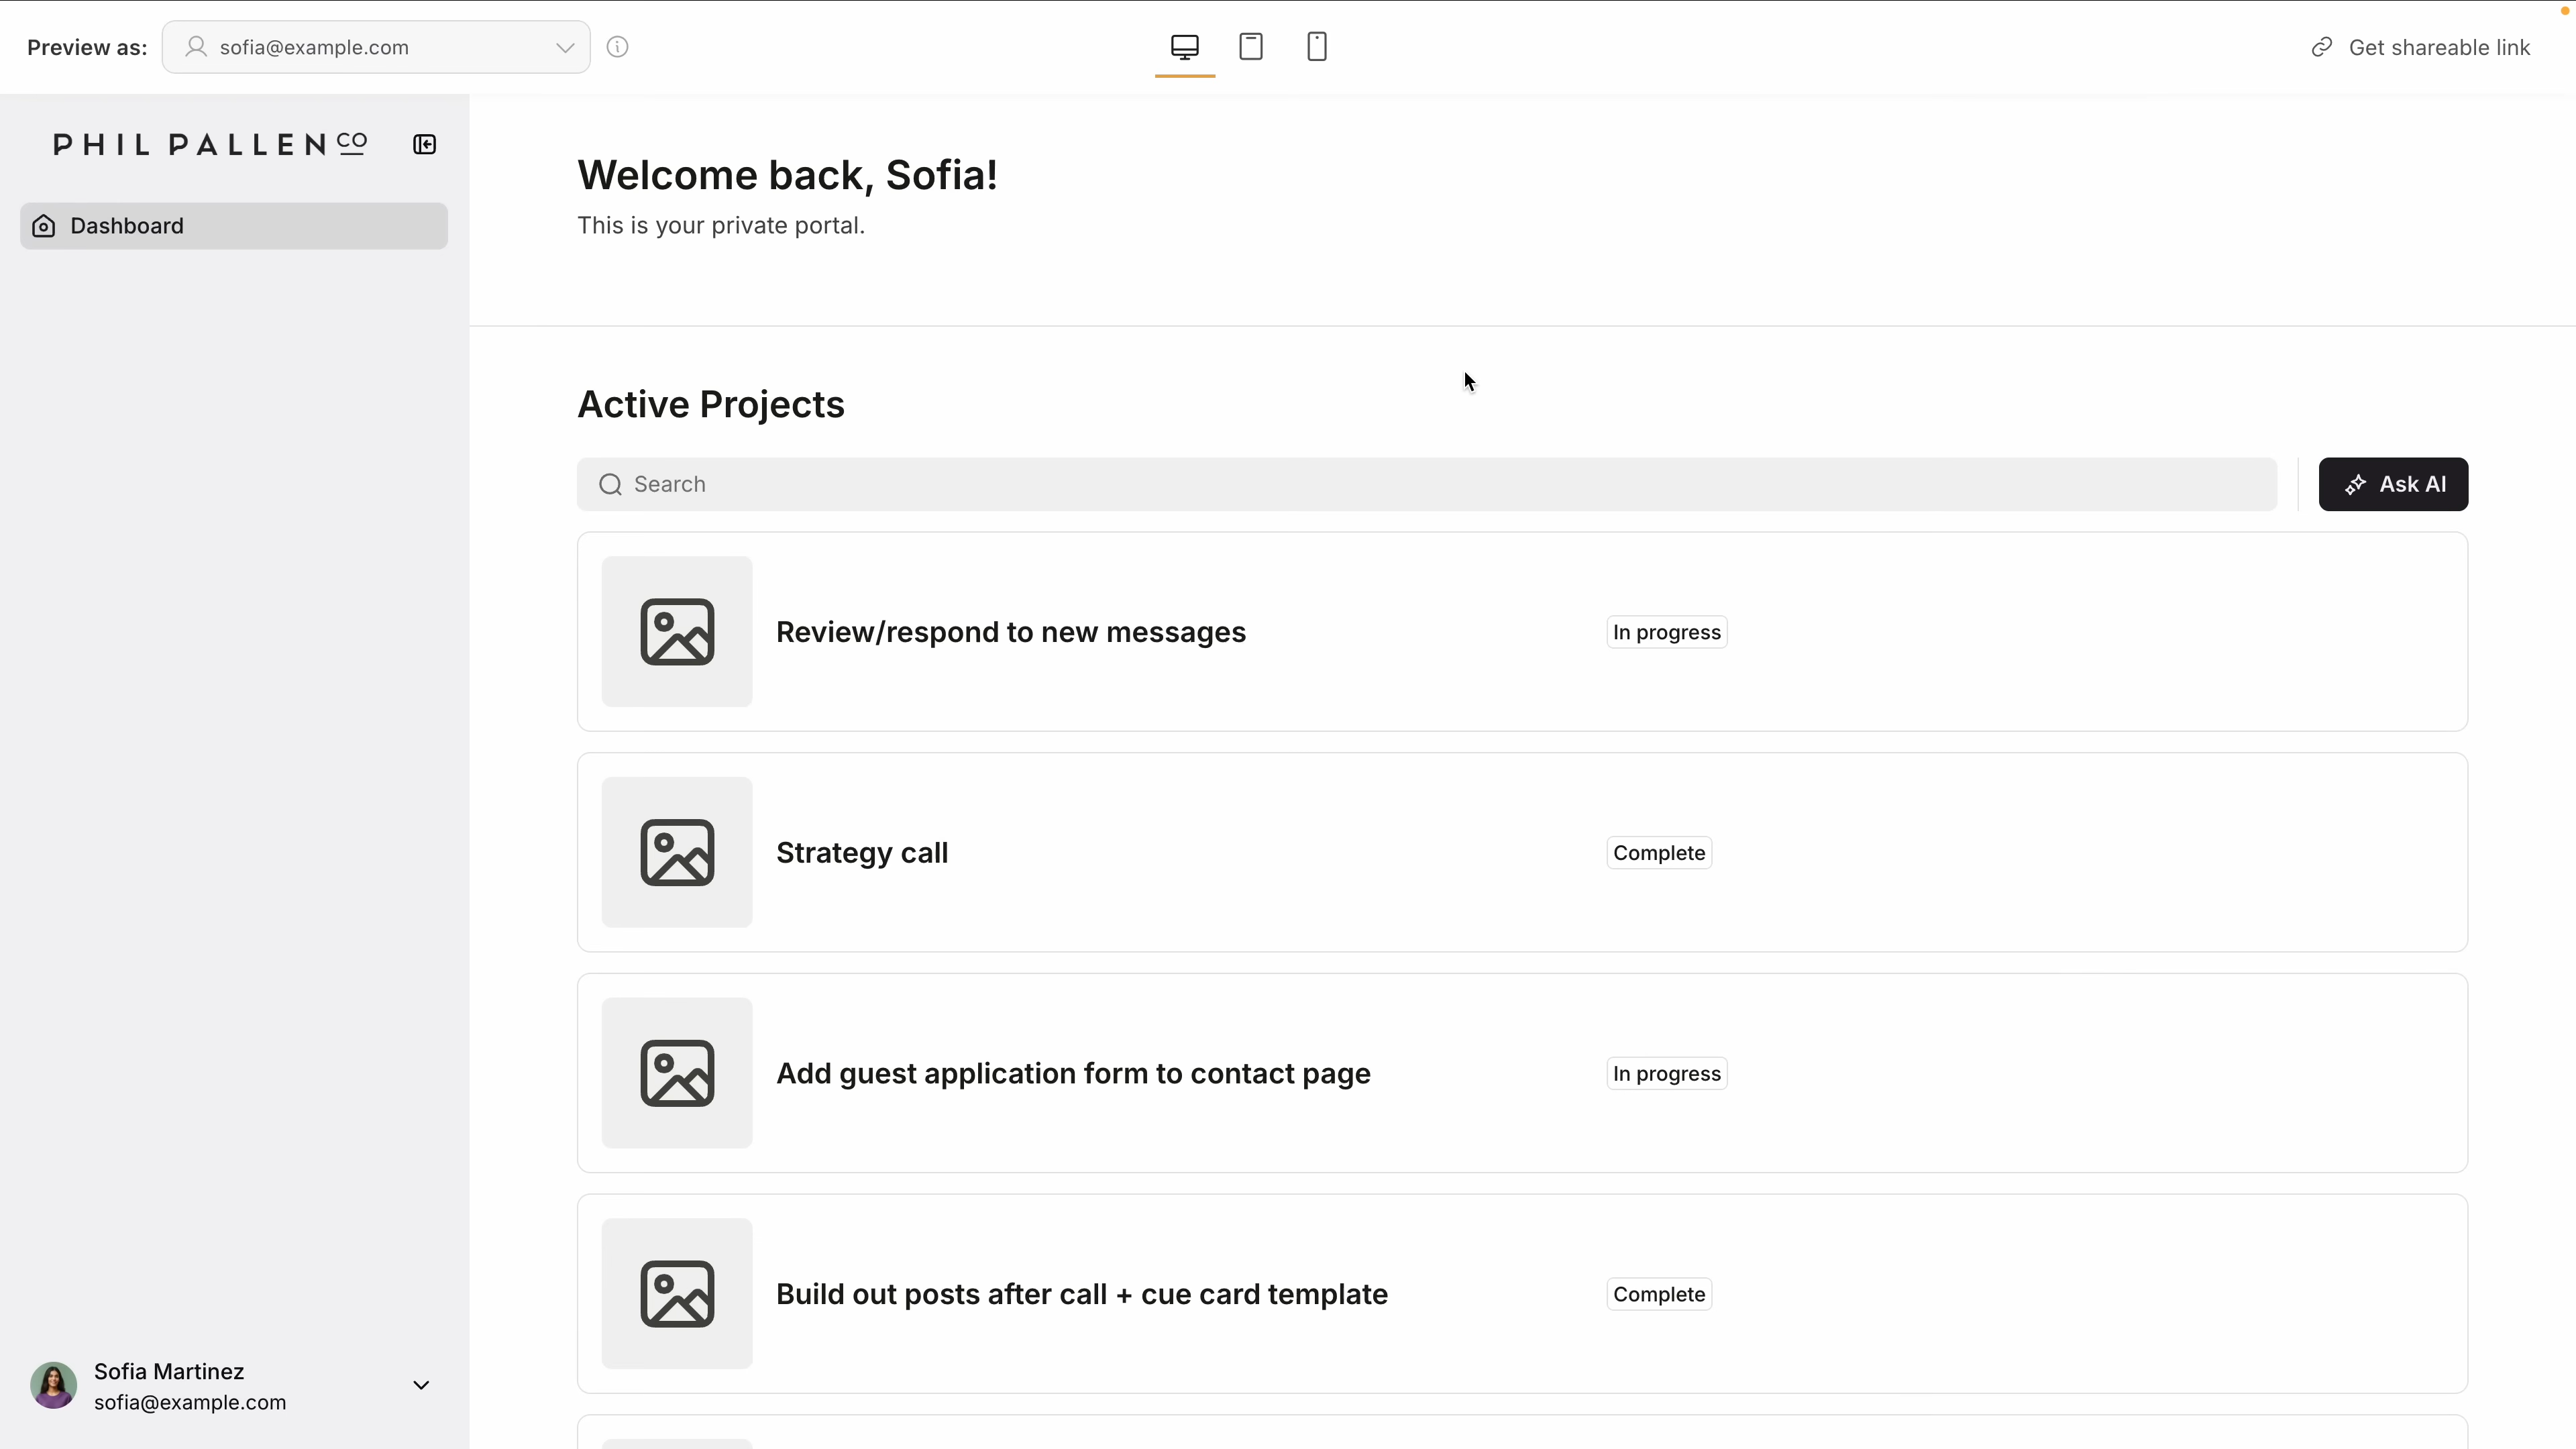 Preview as:
sofia@example.com
Get shareable link
PHIL PALLEN CO
Dashboard
Welcome back, Sofia!
This is your private portal.
Active Projects
Search
Ask AI
Review/respond to new messages
In progress
Strategy call
Complete
Add guest application form to contact page
In progress
Build out posts after call + cue card template
Complete
Sofia Martinez
sofia@example.com